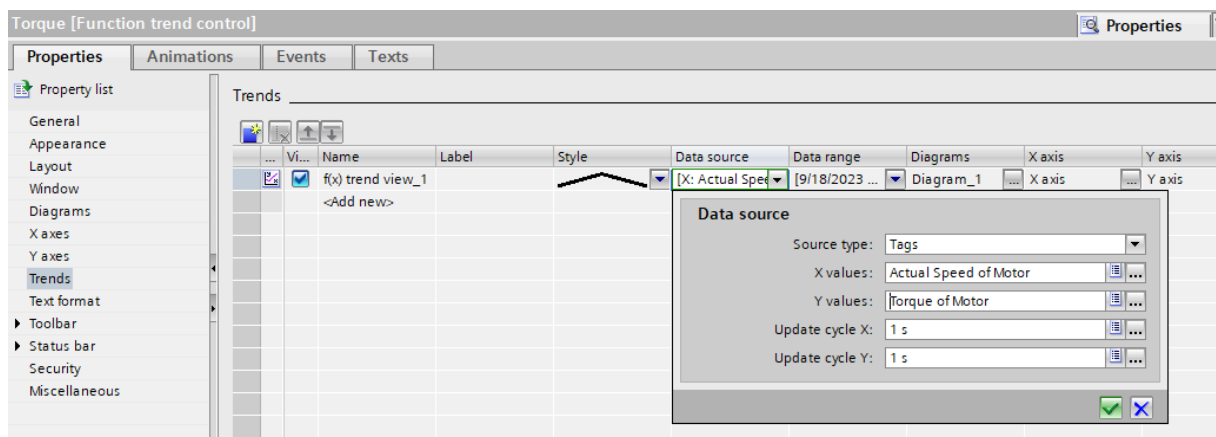 Torque [Function trend control]
Properties
Properties Animations Events Texts
Property list
General
Appearance
Layout
Window
Diagrams
X axes
Y axes
Trends
Text format
Toolbar
Status bar
Security
Miscellaneous
Trends
... Vi... Name Label Style Data source Data range Diagrams X axis Y axis
f(x) trend view_1 [X: Actual Spee [9/18/2023 ... Diagram_1 ... X axis ... Y axis
<Add new>
Data source
Source type: Tags
X values: Actual Speed of Motor ...
Y values: Torque of Motor ...
Update cycle X: 1 s ...
Update cycle Y: 1 s ...